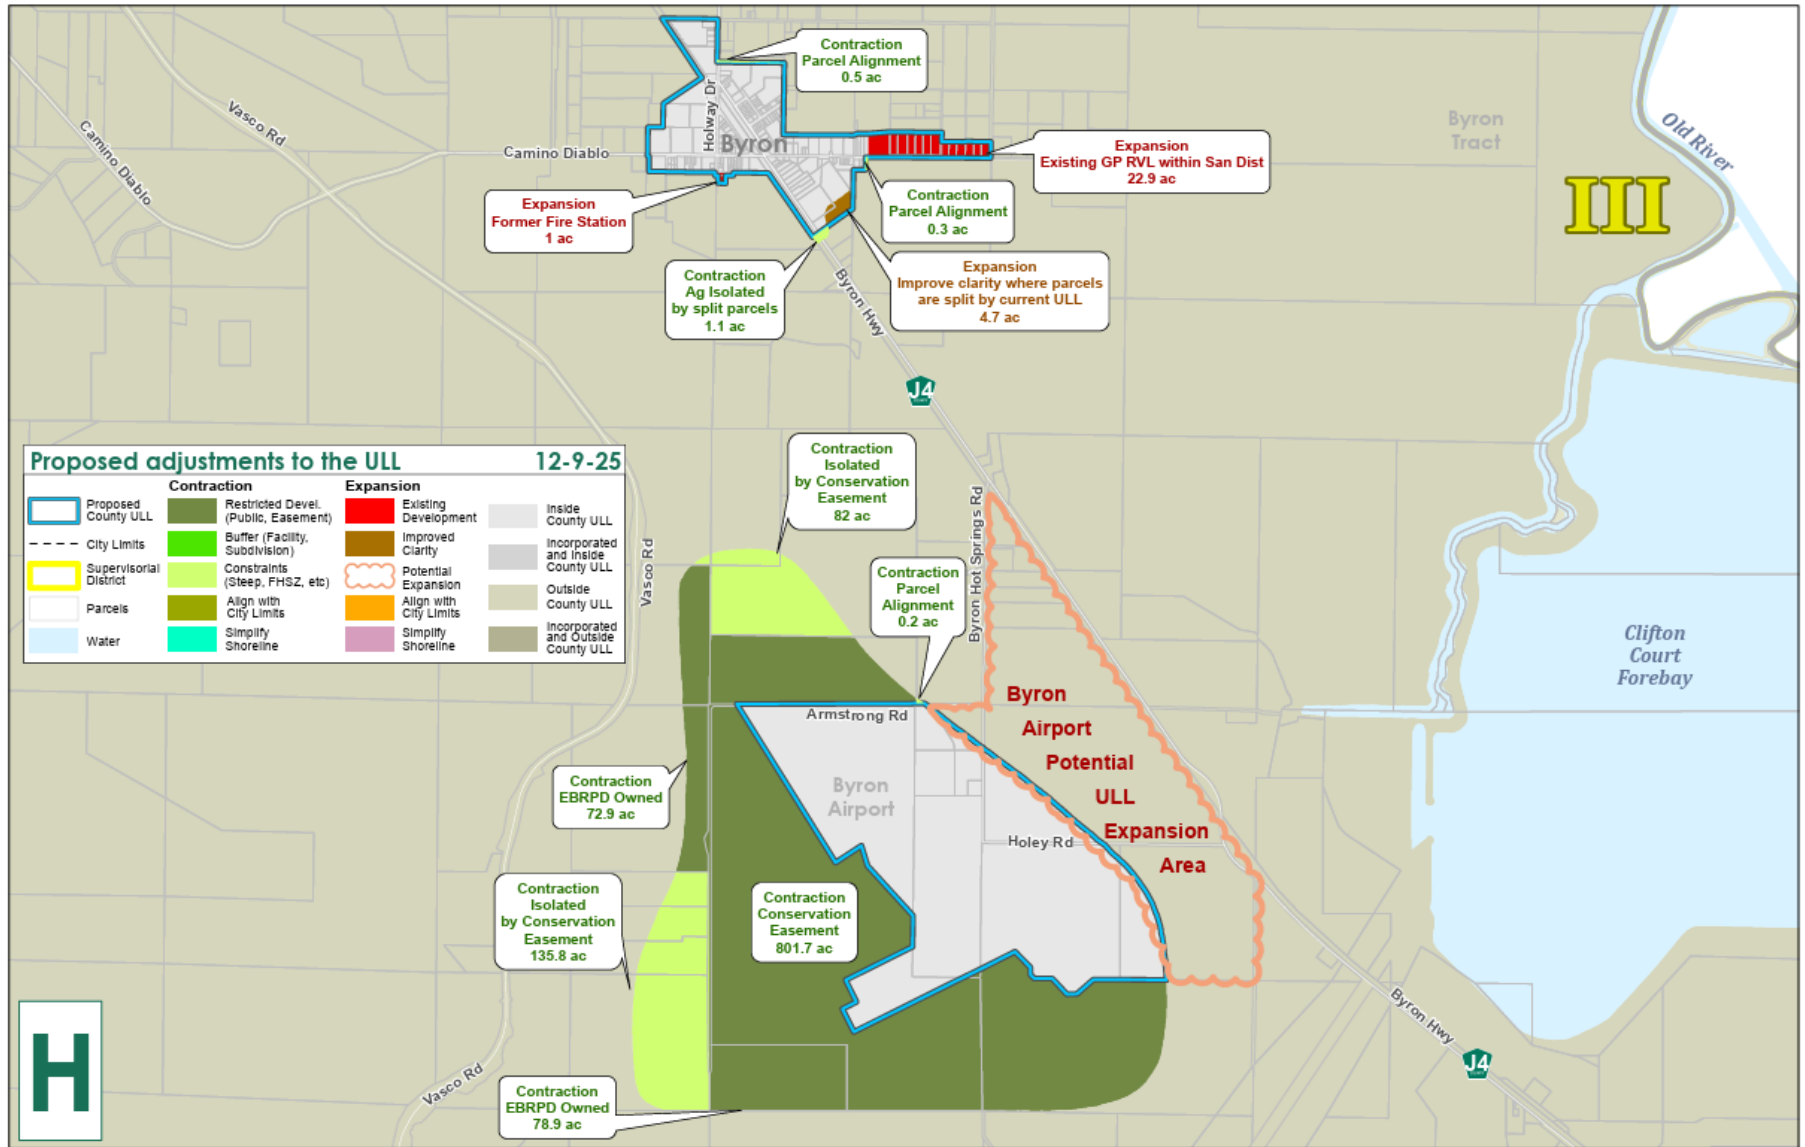 Contraction
Parcel Alignment
0.5 ac
Vasco Rd
Camino Diablo
Holway Dr
Byron
Camino Diablo
Byron
Tract
Old River
III
Expansion
Existing GP RVL within San Dist
22.9 ac
Expansion
Former Fire Station
1 ac
Contraction
Parcel Alignment
0.3 ac
Contraction
Ag Isolated
by split parcels
1.1 ac
Expansion
Improve clarity where parcels
are split by current ULL
4.7 ac
Byron Hwy
J4
Proposed adjustments to the ULL 12-9-25
Proposed
County ULL
City Limits
Supervisorial
District
Parcels
Water
Contraction
Restricted Devel.
(Public, Easement)
Buffer (Facility,
Subdivision)
Constraints
(Steep, FHSZ, etc)
Align with
City Limits
Simplify
Shoreline
Expansion
Existing
Development
Improved
Clarity
Potential
Expansion
Align with
City Limits
Simplify
Shoreline
Inside
County ULL
Incorporated
and Inside
County ULL
Outside
County ULL
Incorporated
and Outside
County ULL
Contraction
Isolated
by Conservation
Easement
82 ac
Vasco Rd
Byron Hot Springs Rd
Contraction
Parcel
Alignment
0.2 ac
Clifton
Court
Forebay
Armstrong Rd
Byron
Airport
Potential
ULL
Expansion
Area
Byron
Airport
Holey Rd
Contraction
EBRPD Owned
72.9 ac
Contraction
Isolated
by Conservation
Easement
135.8 ac
Contraction
Conservation
Easement
801.7 ac
Byron Hwy
J4
H
Vasco Rd
Contraction
EBRPD Owned
78.9 ac